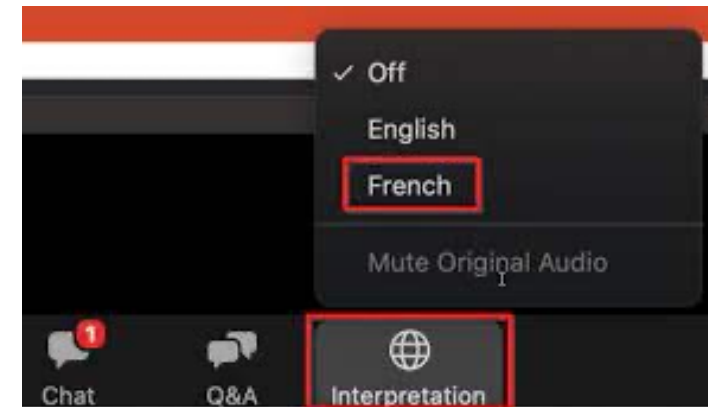 ✓ Off
English
French
Mute Original Audio
1
Chat
Q&A
Interpretation